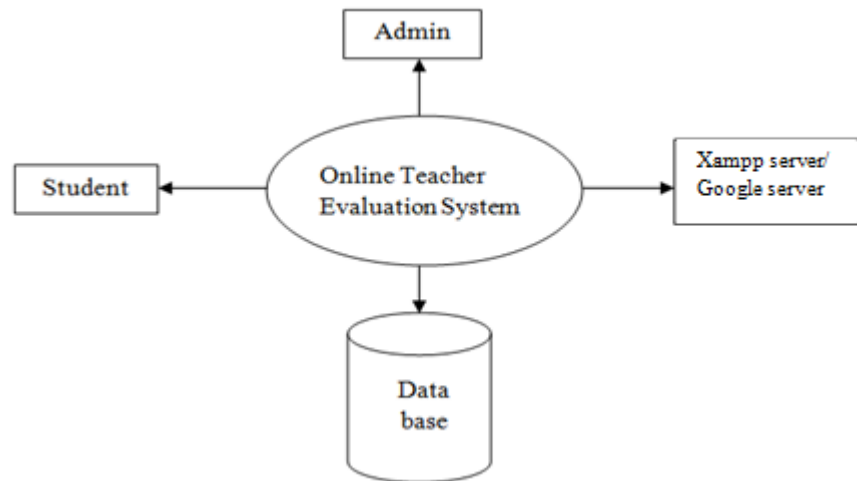 Admin
Student
Online Teacher
Evaluation System
Xampp server/
Google server
Data
base